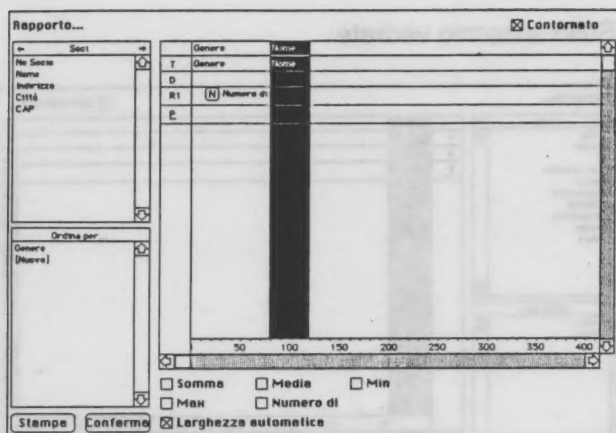 Rapporto...
Contornato
Soci
No Socio
Nome
Indirizzo
Città
CAP
Ordina per...
Genere
[Nuovo]
Genere Nome
T Genere Nome
D
R1 N Numero di
P
50 100 150 200 250 300 350 400
Somma Media Min
Max Numero di
Larghezza automatica
Stampa Conferma